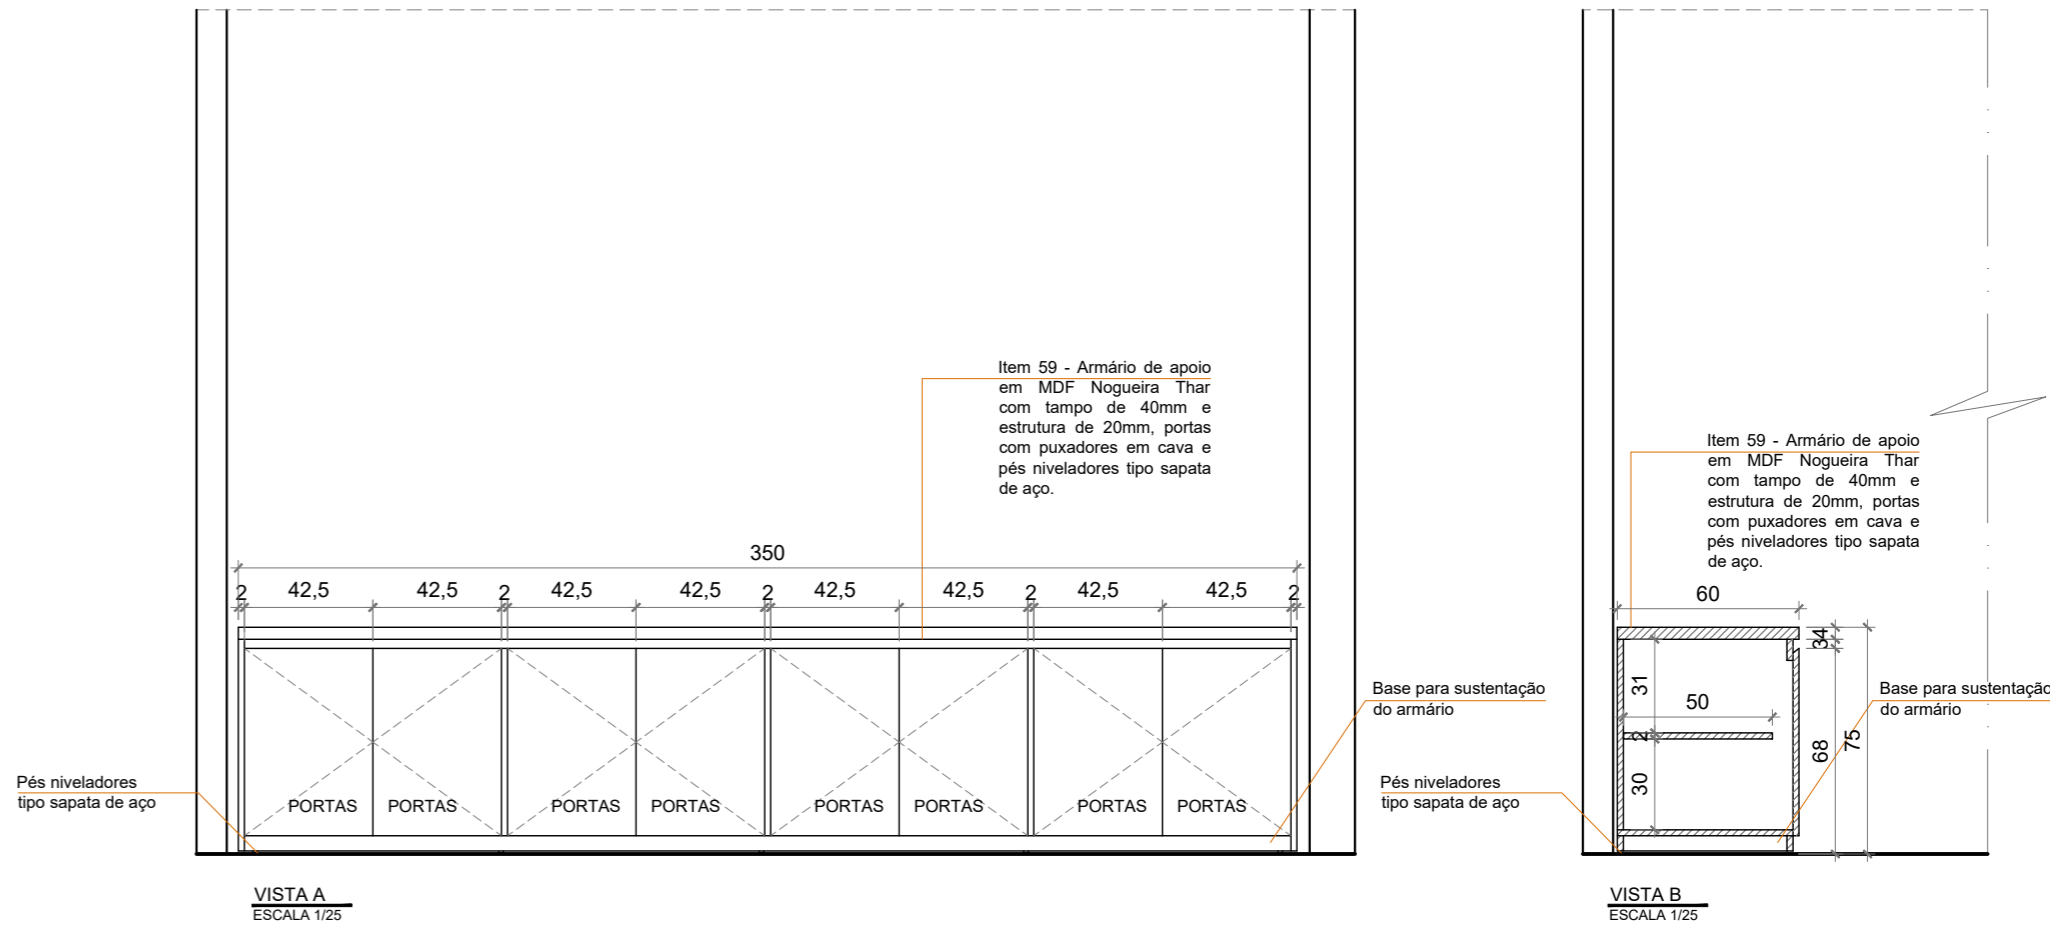 Item 59 - Armário de apoio
em MDF Nogueira Thar
com tampo de 40mm e
estrutura de 20mm, portas
com puxadores em cava e
pés niveladores tipo sapata
de aço.
350
2 42,5 42,5 2 42,5 42,5 2 42,5 42,5 2 42,5 42,5 2
PORTAS PORTAS PORTAS PORTAS PORTAS PORTAS PORTAS PORTAS
Base para sustentação
do armário
Pés niveladores
tipo sapata de aço
VISTA A
ESCALA 1/25
Item 59 - Armário de apoio
em MDF Nogueira Thar
com tampo de 40mm e
estrutura de 20mm, portas
com puxadores em cava e
pés niveladores tipo sapata
de aço.
60
34
31
50
2
30
68
75
Base para sustentação
do armário
Pés niveladores
tipo sapata de aço
VISTA B
ESCALA 1/25